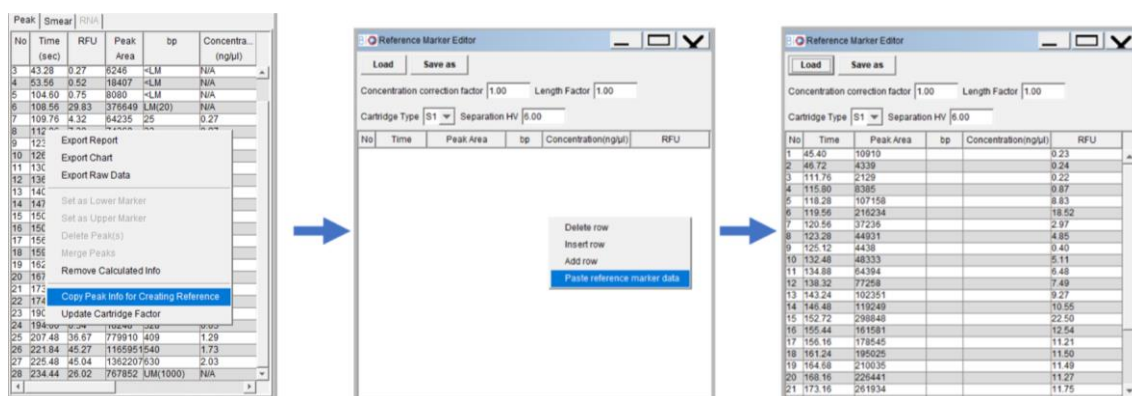 Peak Smear RNA
No Time (sec) RFU Peak Area bp Concentra... (ng/µl)
3 43.28 0.27 6246 <LM N/A
4 53.56 0.52 18407 <LM N/A
5 104.60 0.75 8080 <LM N/A
6 108.56 29.83 376649 LM(20) N/A
7 109.76 4.32 64235 25 0.27
8
9 123
10
11 130
12 136
13 140
14 147
15 150
16 150
17 156
18 159
19 162
20 167
21 173
22 174
23 190
24
25 207.48 36.67 779910 409 1.29
26 221.84 45.27 1165951 540 1.73
27 225.48 45.04 1362207 630 2.03
28 234.44 26.02 767852 UM(1000) N/A
Export Report
Export Chart
Export Raw Data
Set as Lower Marker
Set as Upper Marker
Delete Peak(s)
Merge Peaks
Remove Calculated Info
Copy Peak Info for Creating Reference
Update Cartridge Factor
Reference Marker Editor
Load Save as
Concentration correction factor 1.00 Length Factor 1.00
Cartridge Type S1 Separation HV 6.00
No Time Peak Area bp Concentration(ng/µl) RFU
Delete row
Insert row
Add row
Paste reference marker data
Reference Marker Editor
Load Save as
Concentration correction factor 1.00 Length Factor 1.00
Cartridge Type S1 Separation HV 6.00
No Time Peak Area bp Concentration(ng/µl) RFU
1 45.40 10910 0.23
2 46.72 4339 0.24
3 111.76 2129 0.22
4 115.80 8385 0.87
5 118.28 107158 8.83
6 119.56 216234 18.52
7 120.56 37236 2.97
8 123.28 44931 4.85
9 125.12 4438 0.40
10 132.48 48333 5.11
11 134.88 64394 6.48
12 138.32 77258 7.49
13 143.24 102351 9.27
14 146.48 119249 10.55
15 152.72 298848 22.50
16 155.44 161581 12.54
17 156.16 178545 11.21
18 161.24 195025 11.50
19 164.68 210035 11.49
20 168.16 226441 11.27
21 173.16 261934 11.75